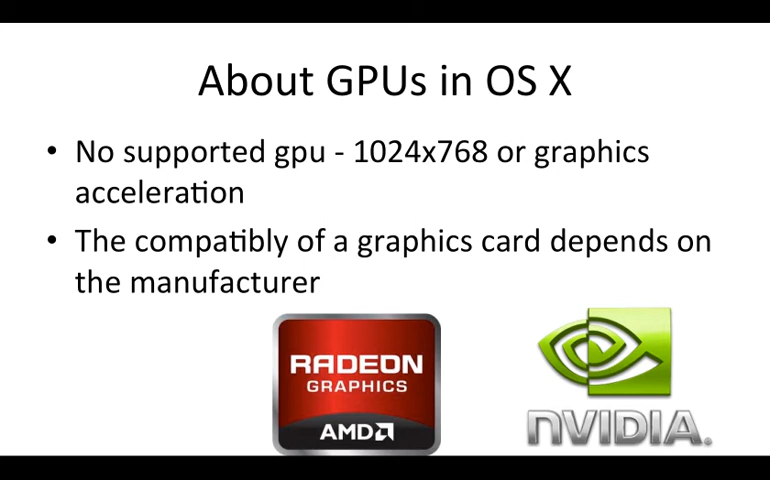 About GPUs in OS X
• No supported gpu - 1024x768 or graphics
acceleration
• The compatibly of a graphics card depends on
the manufacturer
RADEON
GRAPHICS
AMD
NVIDIA.